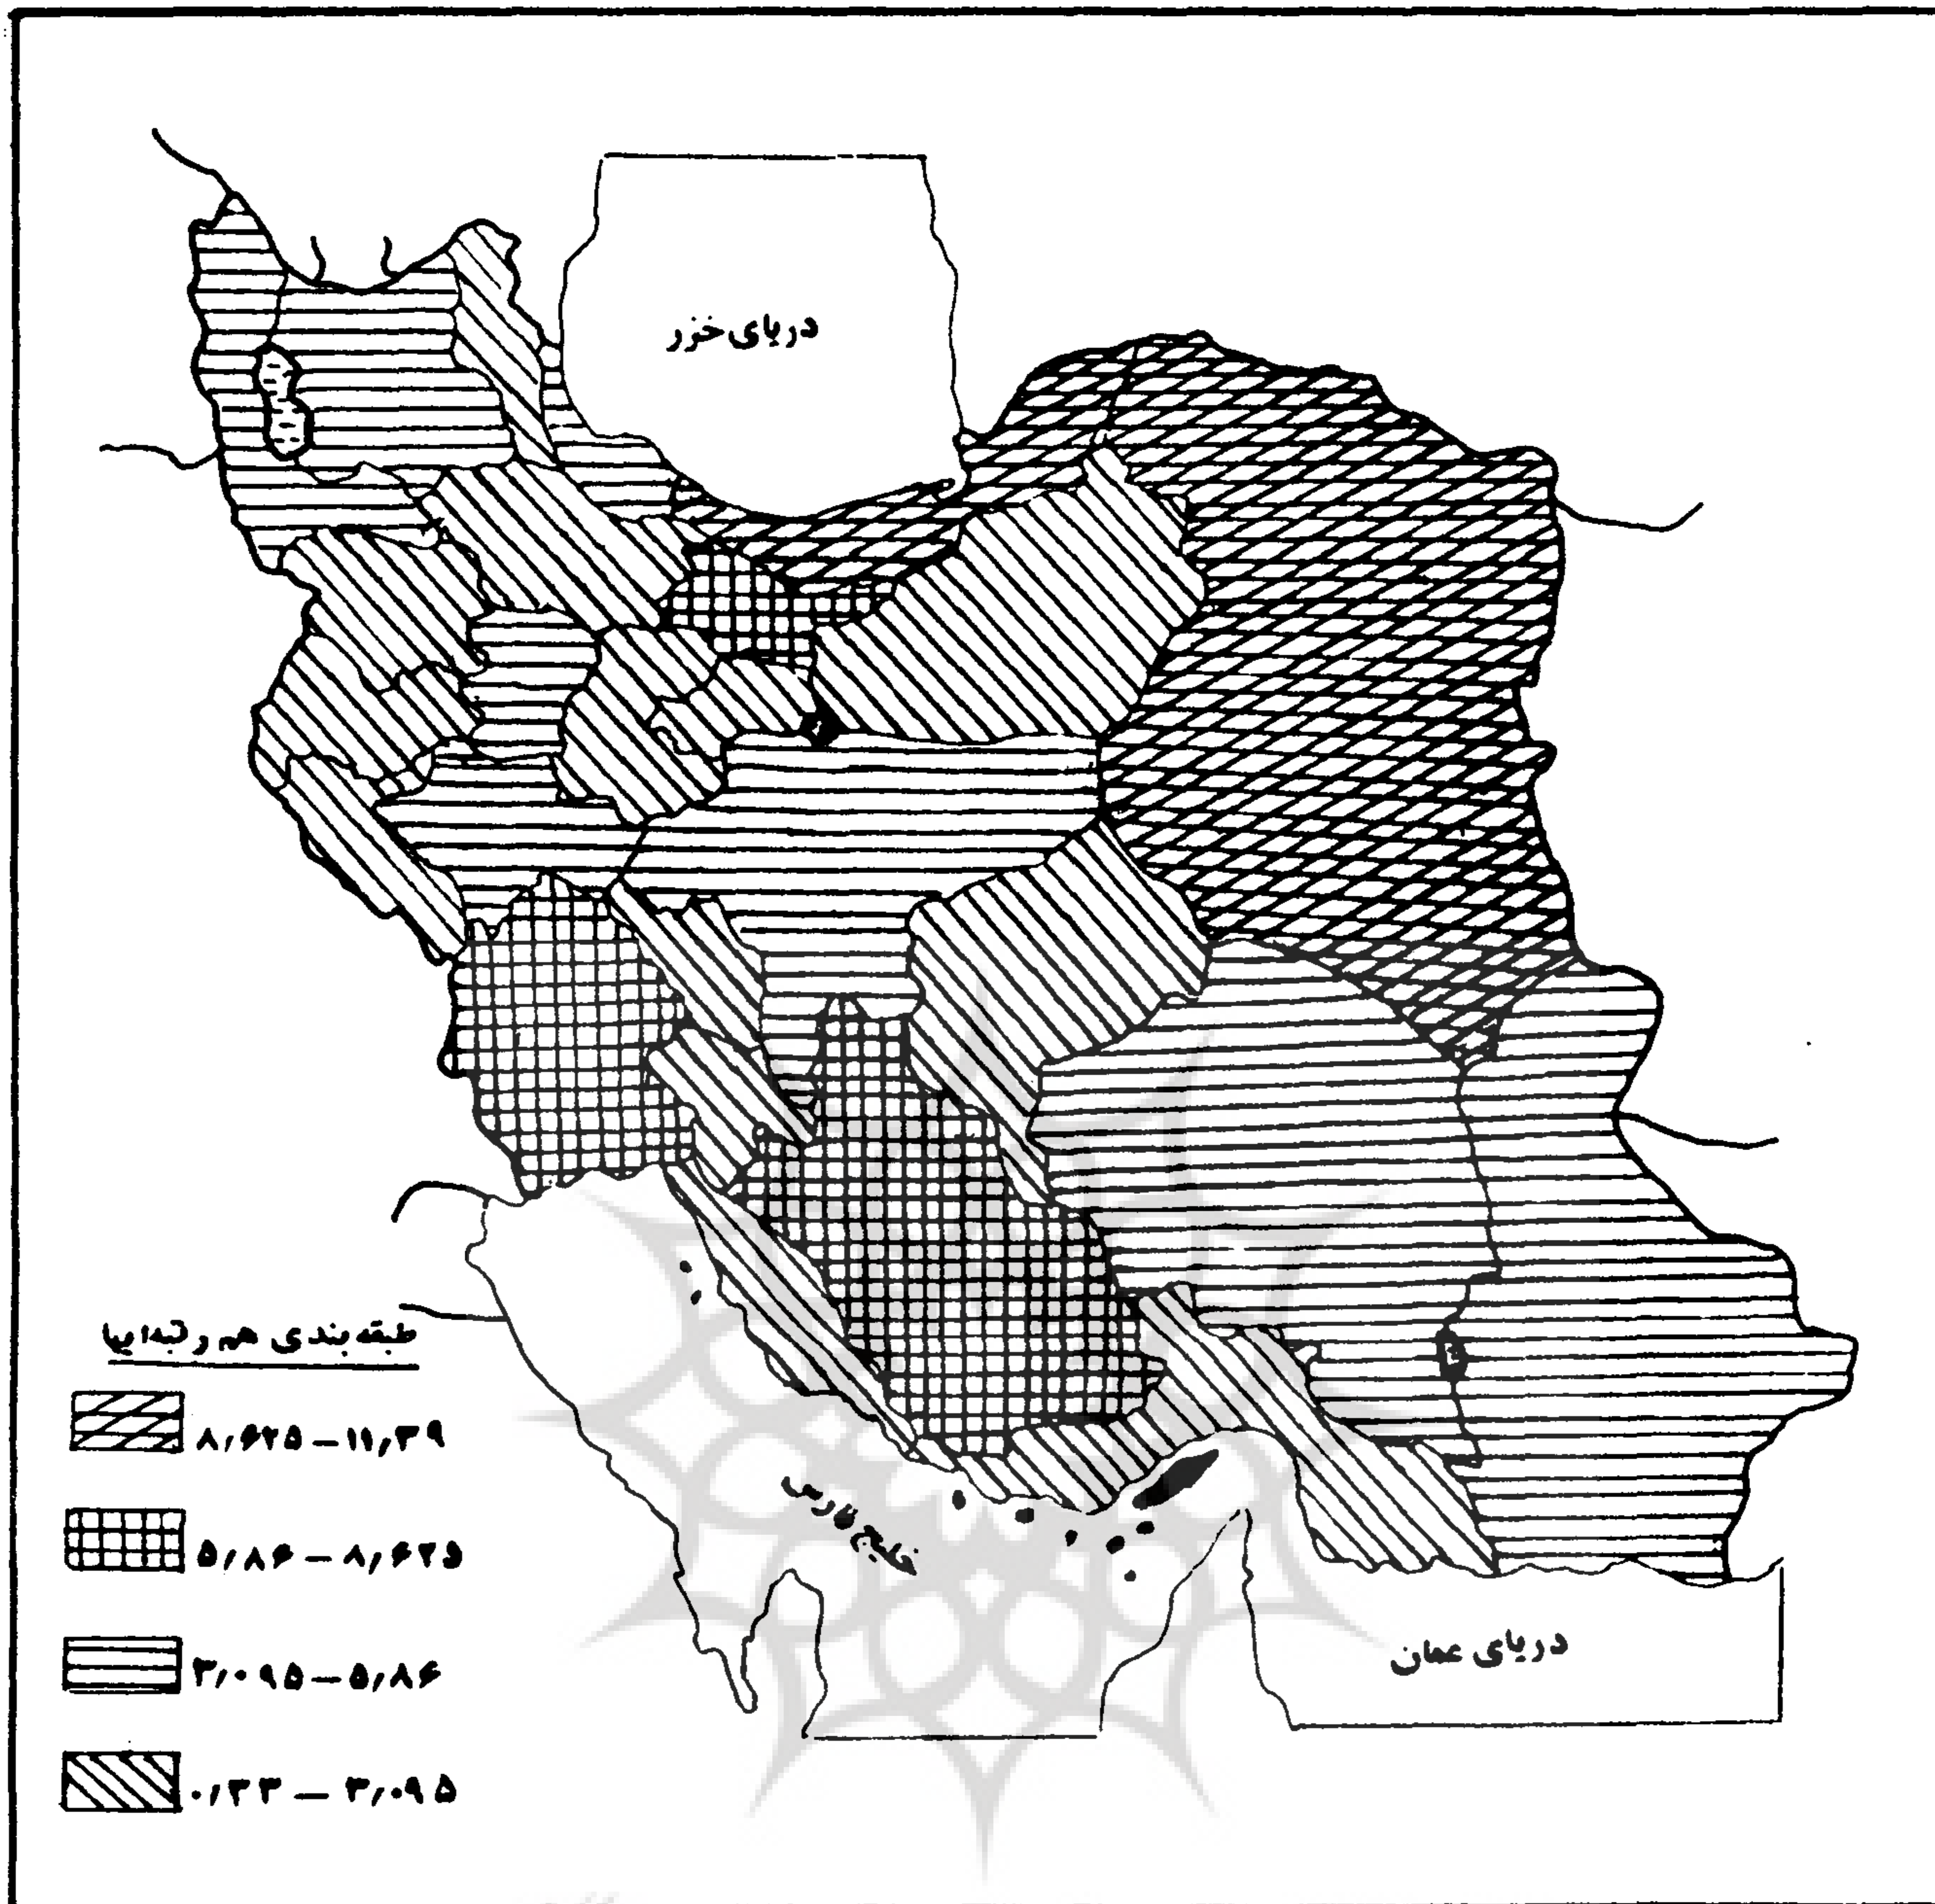 دریای خزر
طبقه بندی هم رتبه‌ایها
۸,۶۲۵ – ۱۱,۳۹
۵,۸۶ – ۸,۶۲۵
۳,۰۹۵ – ۵,۸۶
۰,۳۳ – ۳,۰۹۵
خلیج فارس
دریای عمان